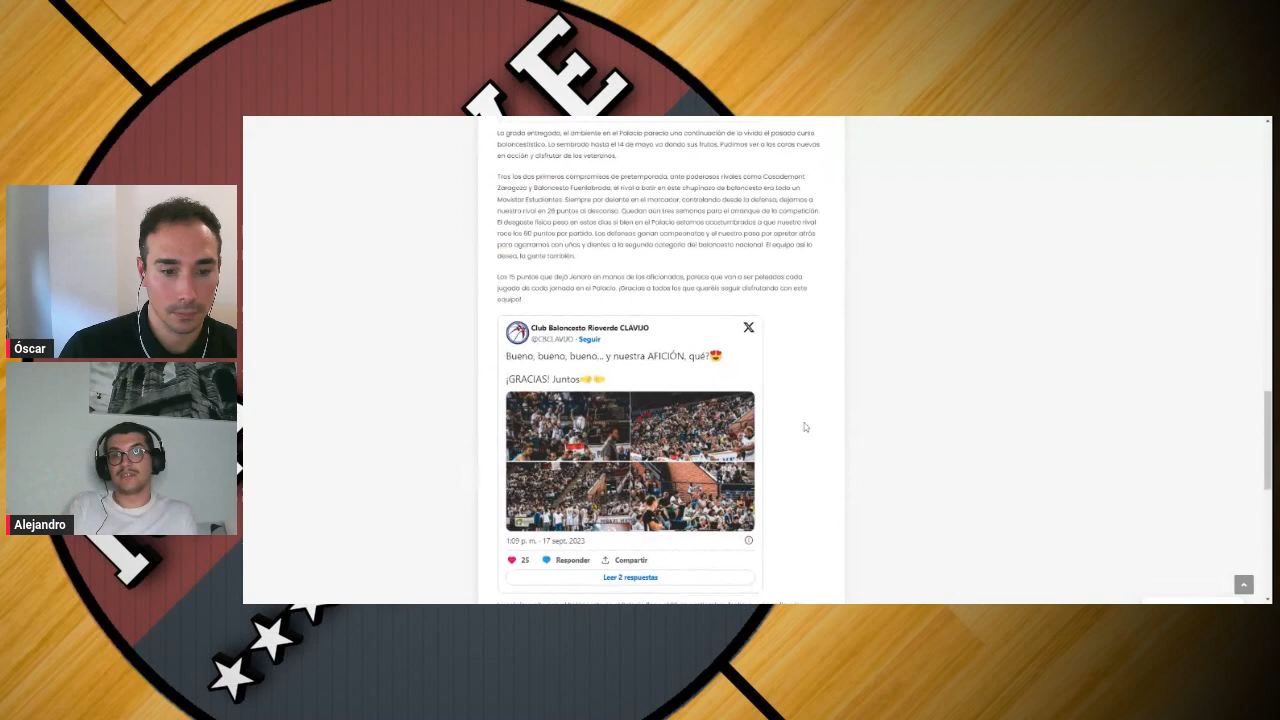 VE
La grada entregada, el ambiente en el Palacio parecía una continuación de lo vivido el pasado curso
baloncestístico. Lo sembrado hasta el 14 de mayo va dando sus frutos. Pudimos ver a las caras nuevas
en acción y disfrutar de los veteranos.
Tras los dos primeros compromisos de pretemporada, ante poderosos rivales como Casademont
Zaragoza y Baloncesto Fuenlabrada, el rival a batir en este chupinazo de baloncesto era todo un
Movistar Estudiantes. Siempre por delante en el marcador, controlando desde la defensa, dejamos a
nuestra rival en 26 puntos al descanso. Quedan aún tres semanas para el arranque de la competición.
El desgaste físico pesa en estos días si bien en el Palacio estamos acostumbrados a que nuestro rival
roce los 60 puntos por partido. Las defensas ganan campeonatos y el nuestro pasa por apretar atrás
para agarrarnos con uñas y dientes a la segunda categoría del baloncesto nacional. El equipo así lo
desea, la gente también.
Los 15 puntos que dejó Jenaro en manos de los aficionados, parece que van a ser peleados cada
jugada de cada jornada en el Palacio. ¡Gracias a todos los que queréis seguir disfrutando con este
equipo!
Club Baloncesto Rioverde CLAVIJO
@CBCLAVIJO · Seguir
X
Bueno, bueno, bueno... y nuestra AFICIÓN, qué?😍
¡GRACIAS! Juntos🤜🤛
1:09 p. m. · 17 sept. 2023
25 Responder Compartir
Leer 2 respuestas
Óscar
Alejandro